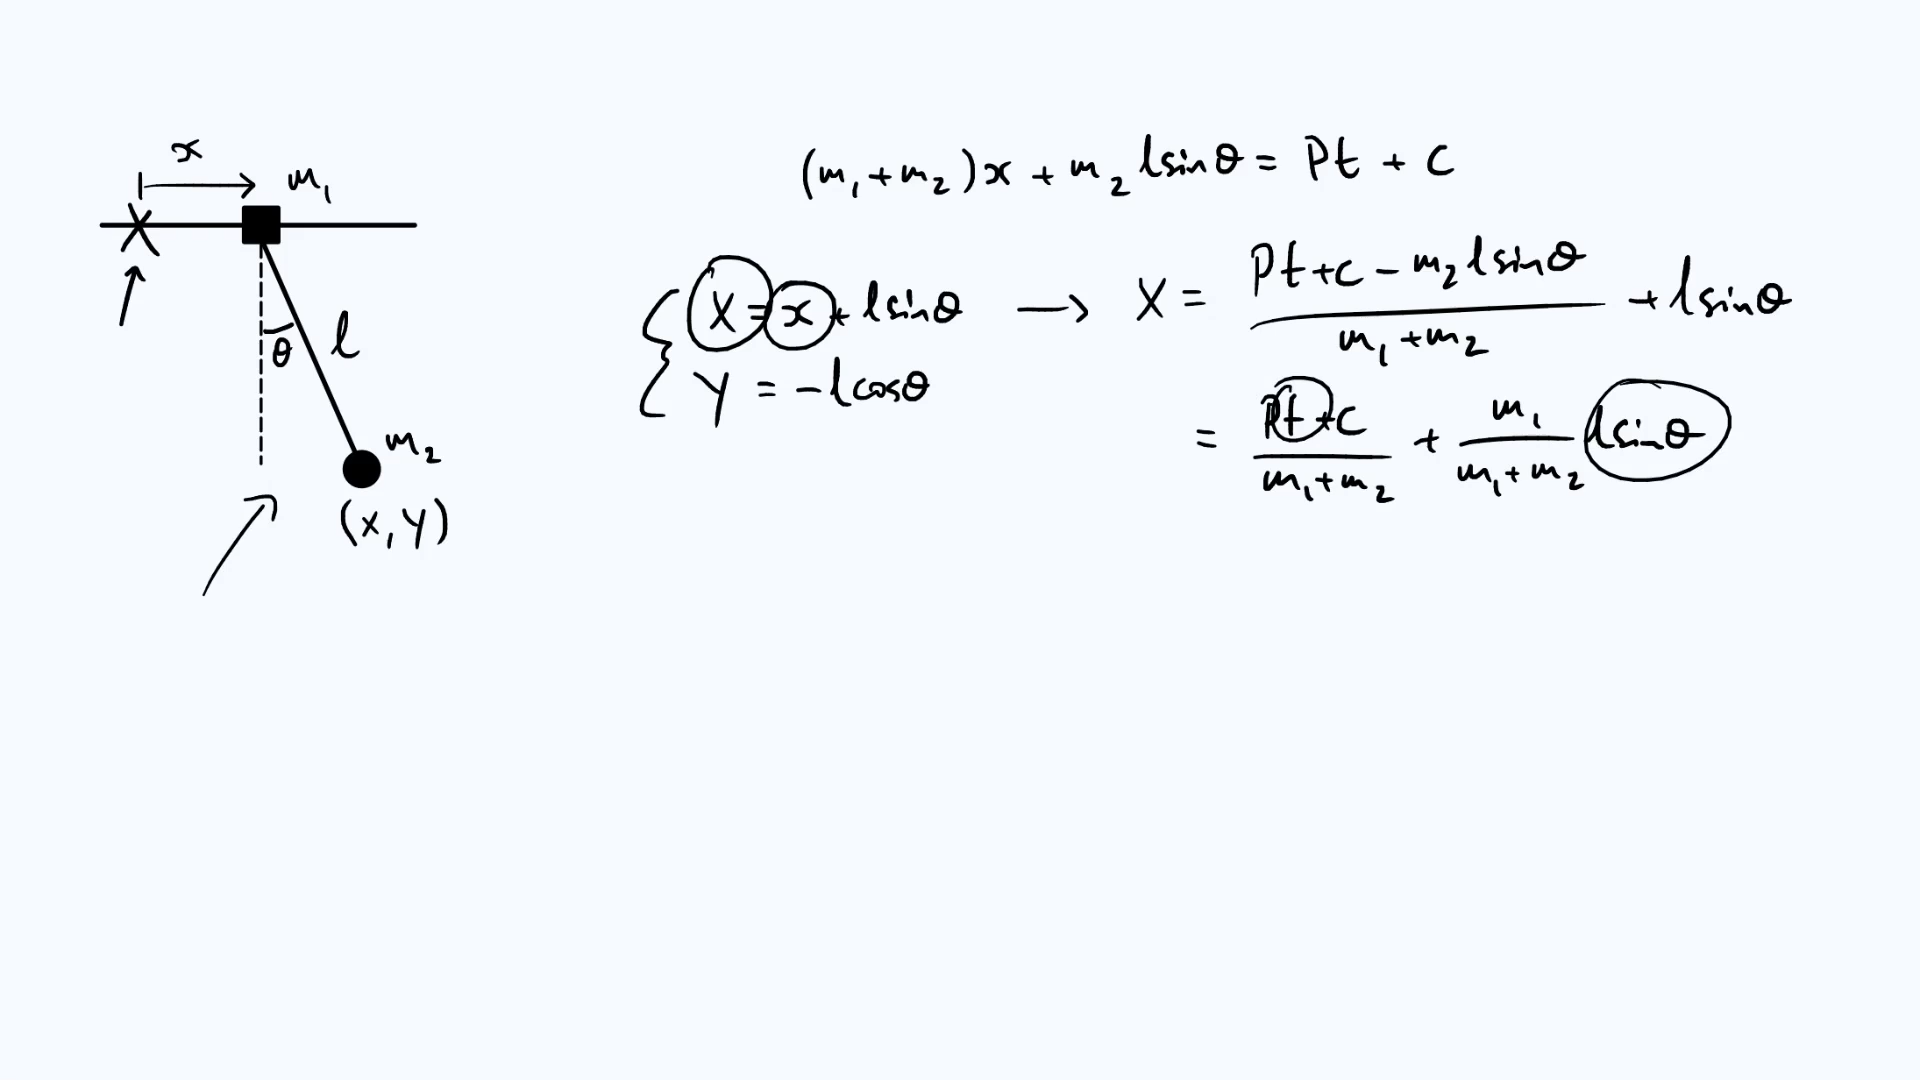 x
m₁
θ
l
m₂
(X, Y)
(m₁+m₂)x + m₂ l sinθ = Pt + C
X = x + l sinθ → X = (Pt + C − m₂ l sinθ)/(m₁+m₂) + l sinθ
Y = −l cosθ
= (Pt + C)/(m₁+m₂) + m₁/(m₁+m₂) l sinθ